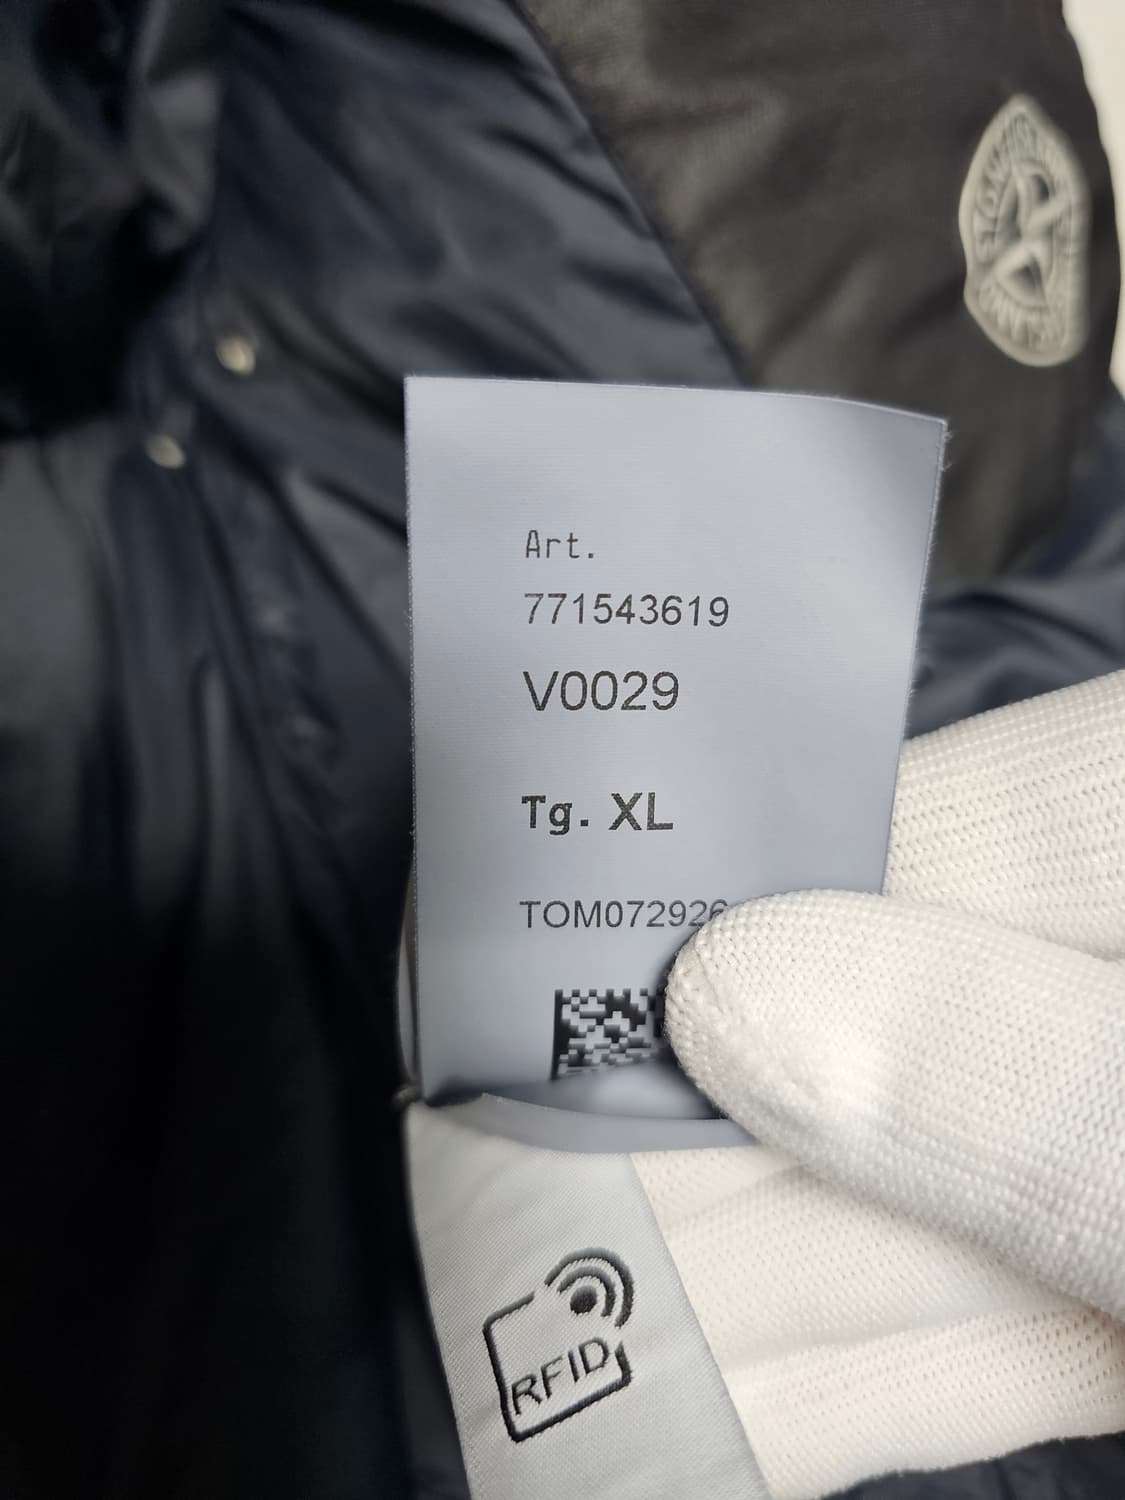 Art.
771543619
V0029
Tg. XL
TOM072926
RFID